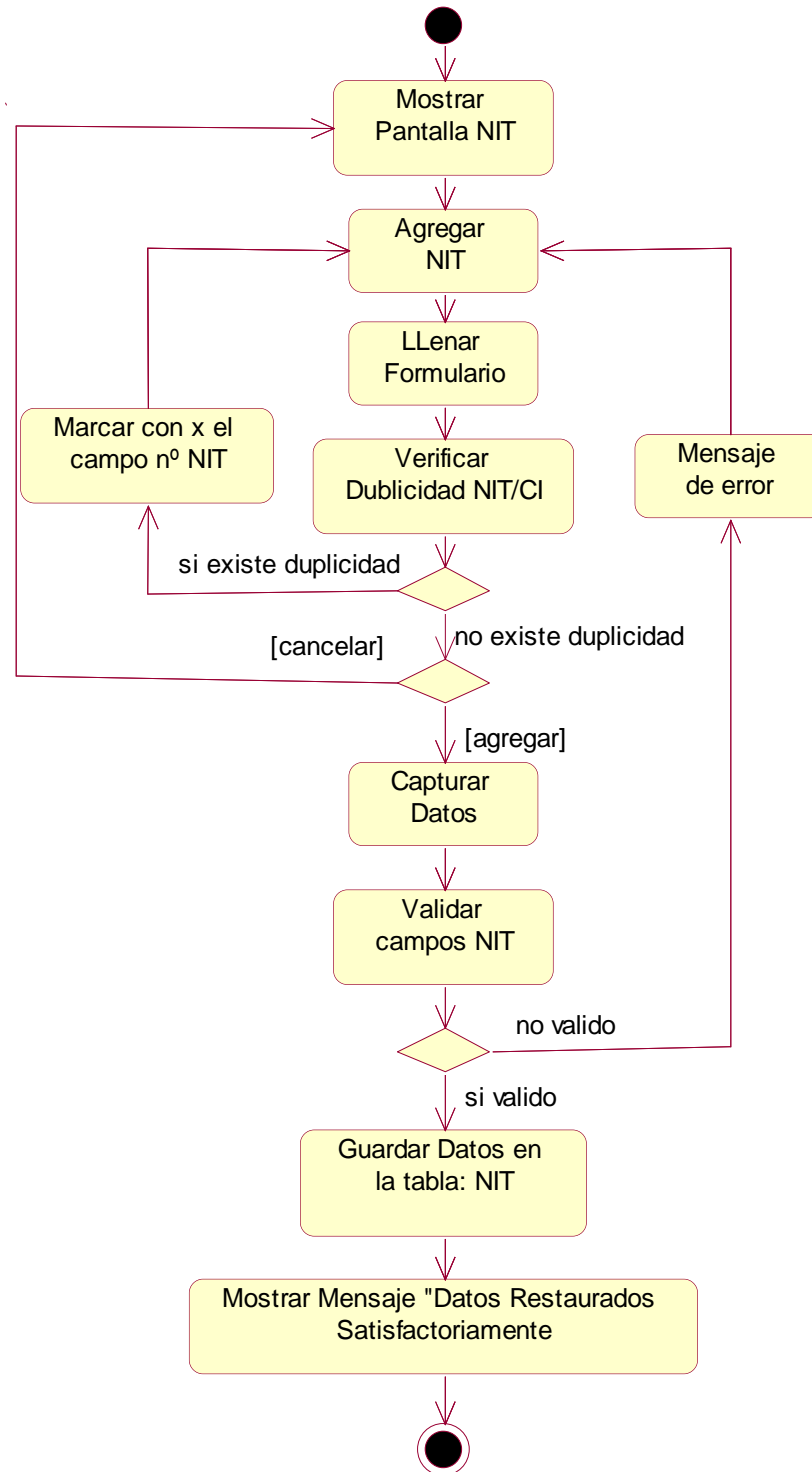 Mostrar
Pantalla NIT
Agregar
NIT
LLenar
Formulario
Marcar con x el
campo nº NIT
Verificar
Dublicidad NIT/CI
Mensaje
de error
si existe duplicidad
no existe duplicidad
[cancelar]
[agregar]
Capturar
Datos
Validar
campos NIT
no valido
si valido
Guardar Datos en
la tabla: NIT
Mostrar Mensaje "Datos Restaurados
Satisfactoriamente